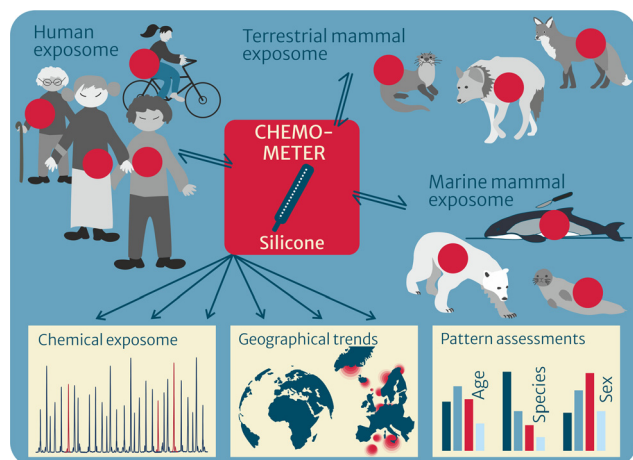 Human
exposome
Terrestrial mammal
exposome
CHEMO-
METER
Silicone
Marine mammal
exposome
Chemical exposome
Geographical trends
Pattern assessments
Age
Species
Sex